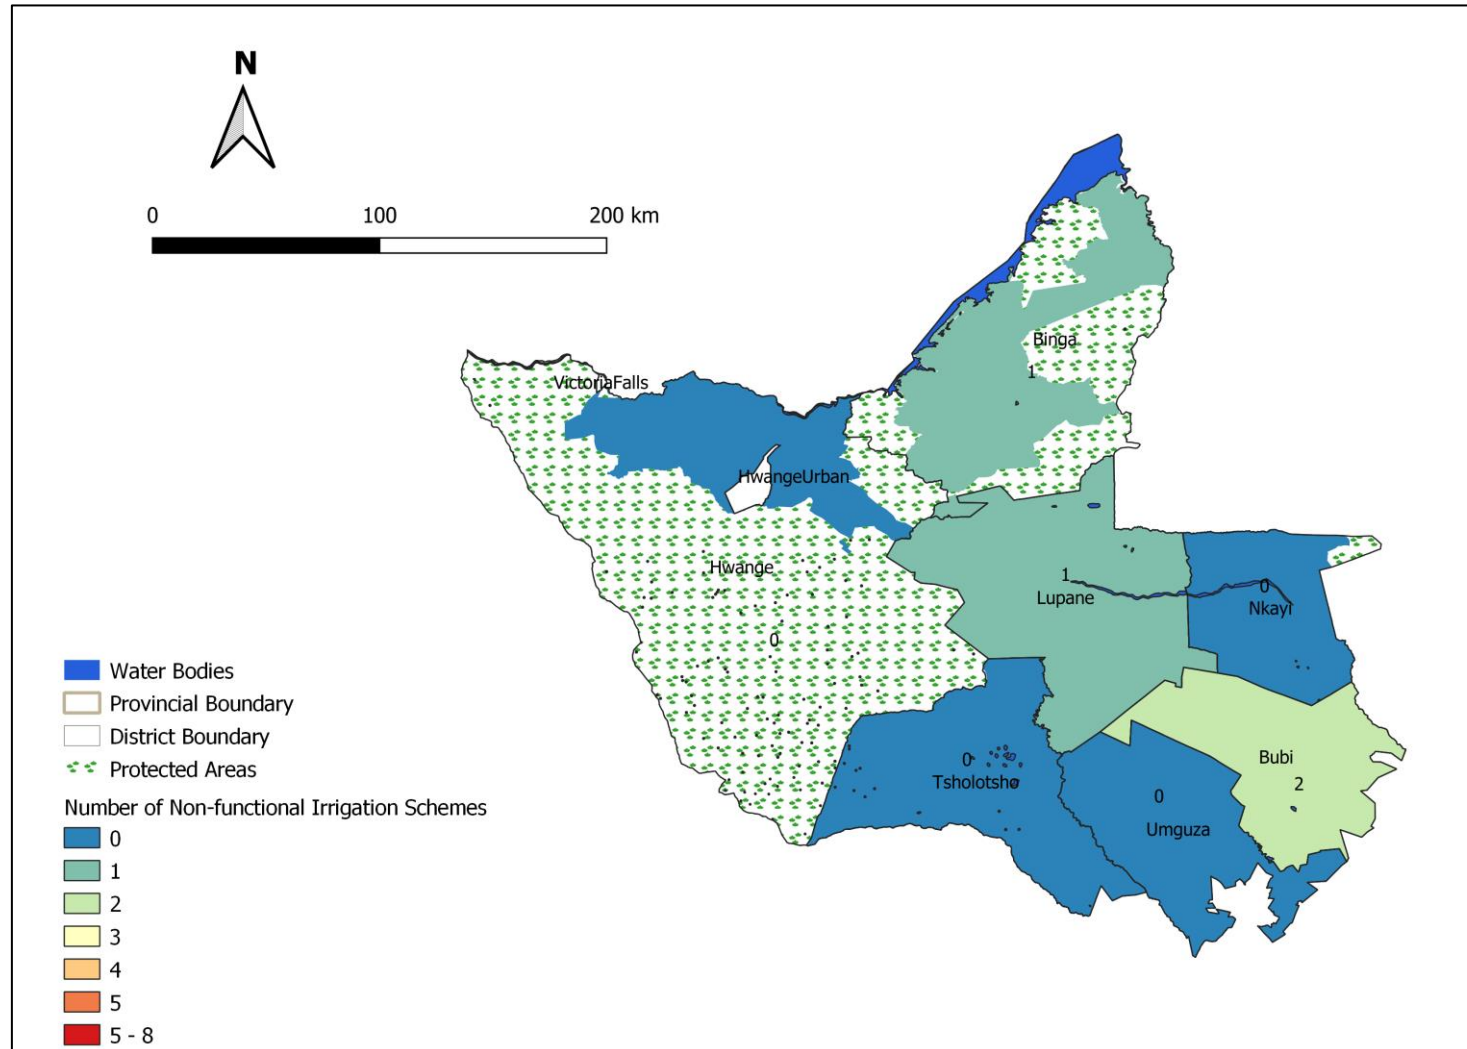 N
0 100 200 km
Binga
1
VictoriaFalls
HwangeUrban
Hwange
0
1
Lupane
0
Nkayi
0
Tsholotsho
0
Umguza
Bubi
2
Water Bodies
Provincial Boundary
District Boundary
Protected Areas
Number of Non-functional Irrigation Schemes
0
1
2
3
4
5
5 - 8